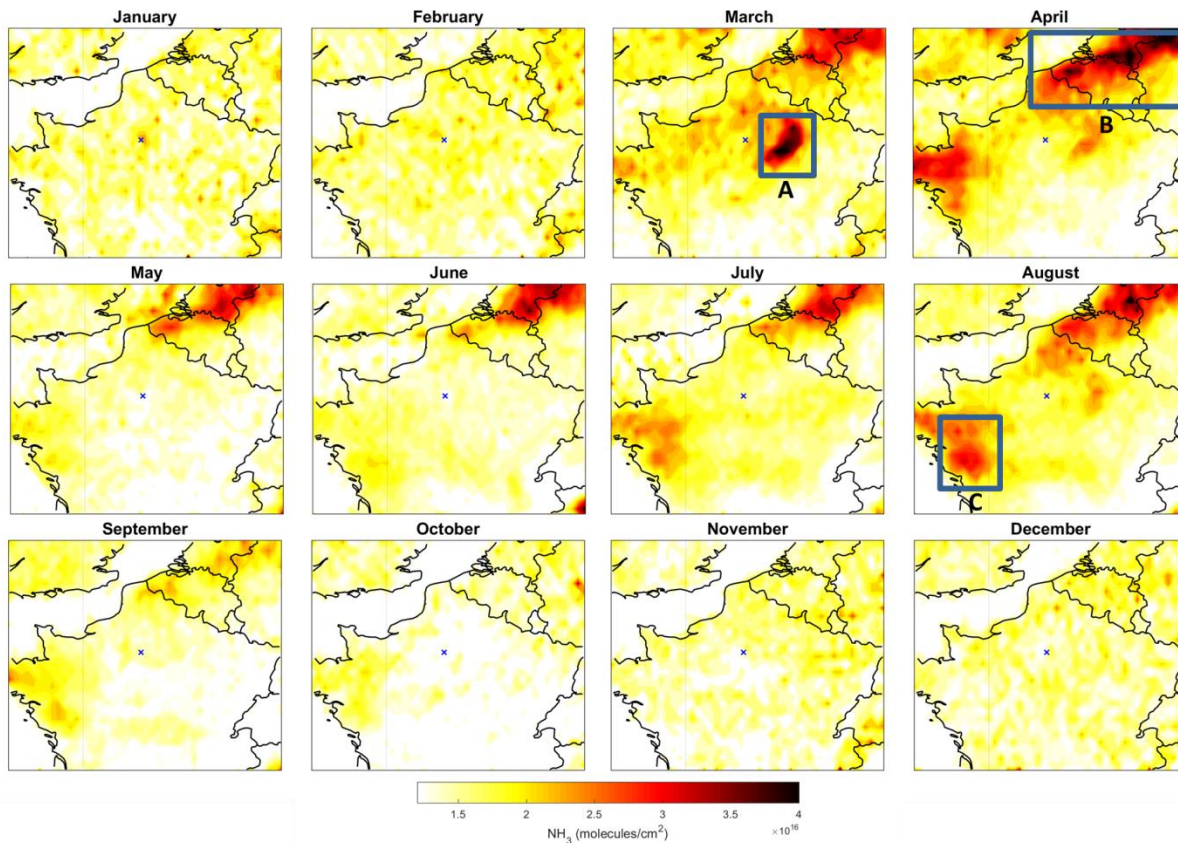 January
February
March
April
A
B
May
June
July
August
C
September
October
November
December
1.5 2 2.5 3 3.5 4
×10¹⁶
NH₃ (molecules/cm²)